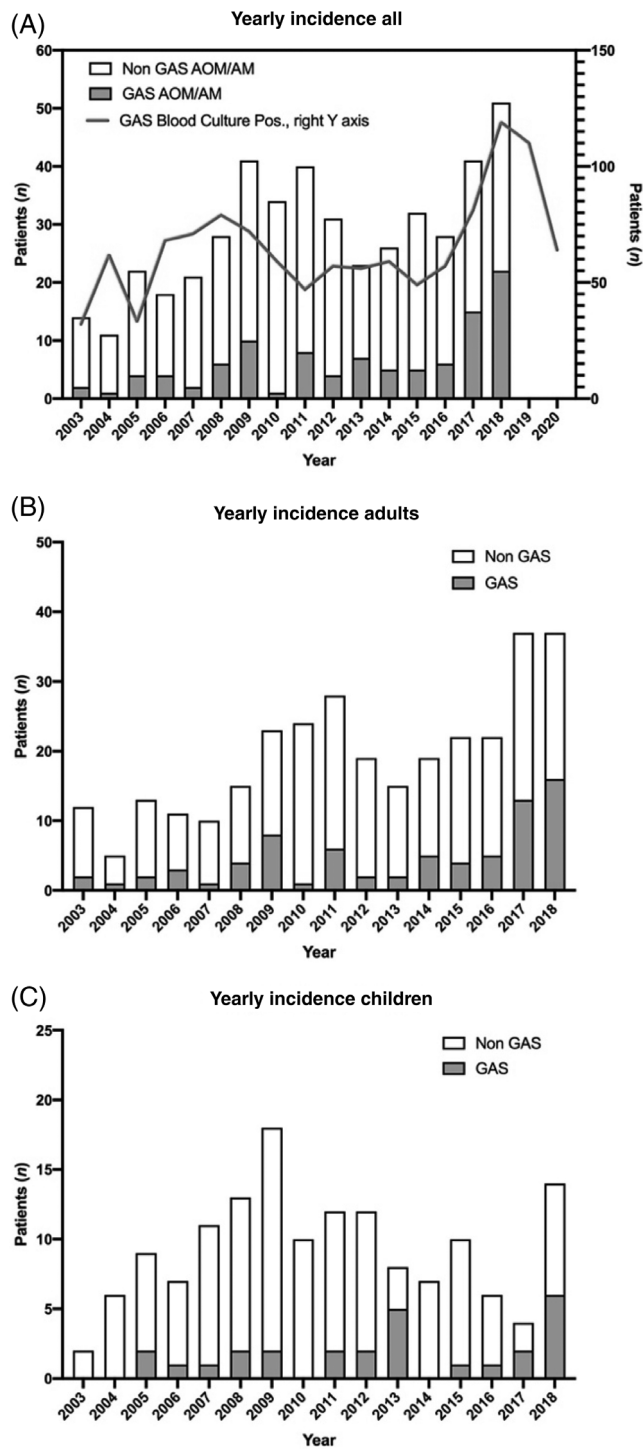 (A)
Yearly incidence all
Non GAS AOM/AM
GAS AOM/AM
GAS Blood Culture Pos., right Y axis
60
50
40
30
20
10
0
Patients (n)
150
100
50
0
Patients (n)
2003 2004 2005 2006 2007 2008 2009 2010 2011 2012 2013 2014 2015 2016 2017 2018 2019 2020
Year
(B)
Yearly incidence adults
Non GAS
GAS
50
40
30
20
10
0
Patients (n)
2003 2004 2005 2006 2007 2008 2009 2010 2011 2012 2013 2014 2015 2016 2017 2018
Year
(C)
Yearly incidence children
Non GAS
GAS
25
20
15
10
5
0
Patients (n)
2003 2004 2005 2006 2007 2008 2009 2010 2011 2012 2013 2014 2015 2016 2017 2018
Year